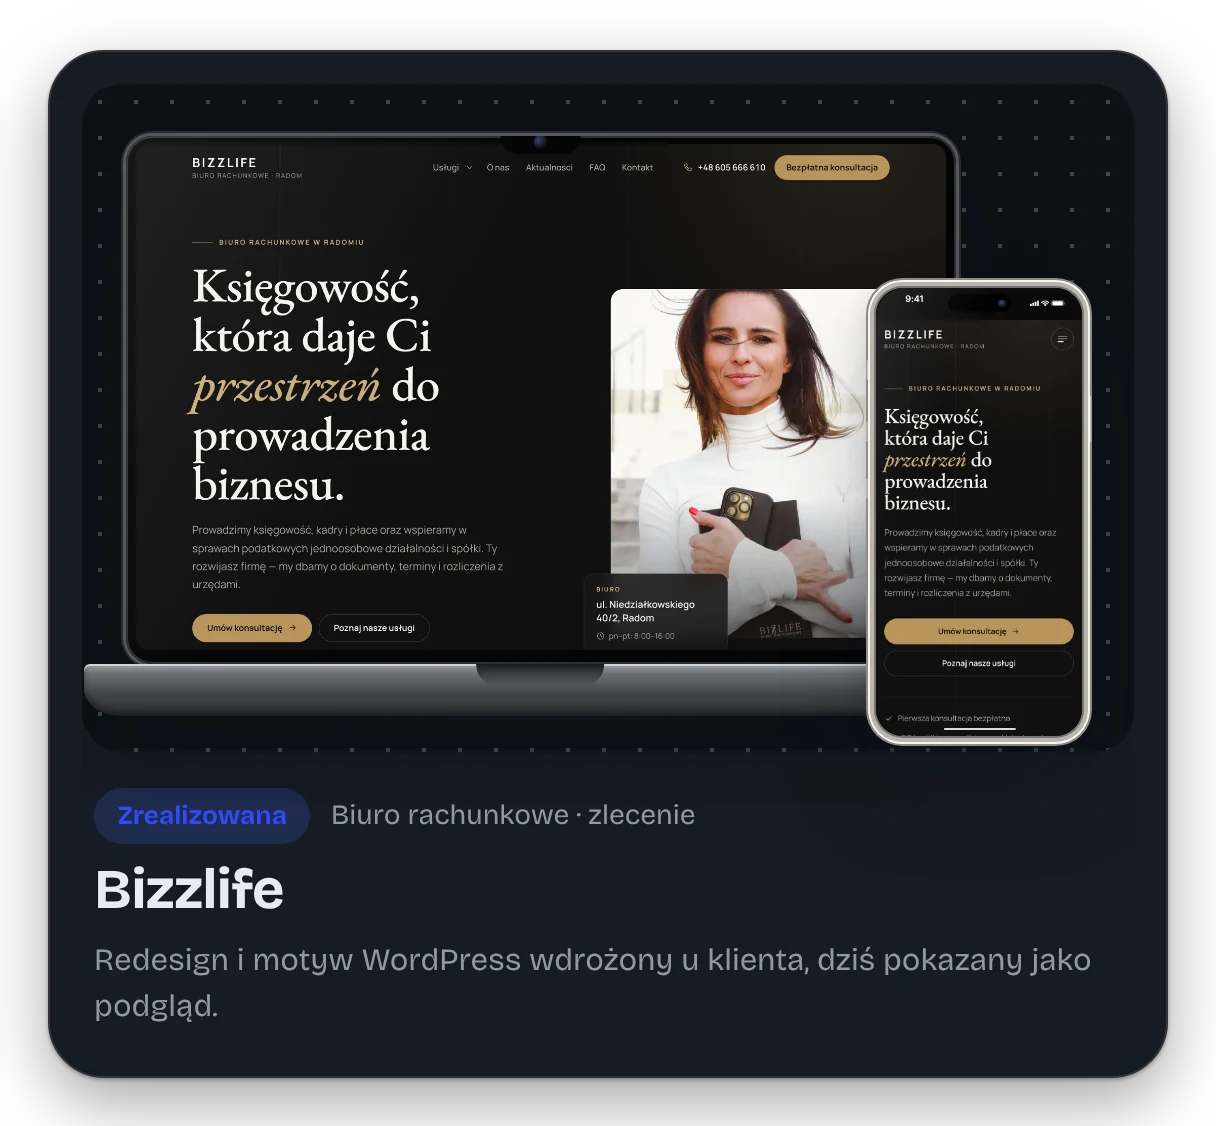 BIZZLIFE
BIURO RACHUNKOWE · RADOM
Usługi
O nas
Aktualności
FAQ
Kontakt
+48 605 666 610
Bezpłatna konsultacja
BIURO RACHUNKOWE W RADOMIU
Księgowość,
która daje Ci
przestrzeń do
prowadzenia
biznesu.
Prowadzimy księgowość, kadry i płace oraz wspieramy w
sprawach podatkowych jednoosobowe działalności i spółki. Ty
rozwijasz firmę — my dbamy o dokumenty, terminy i rozliczenia z
urzędami.
Umów konsultację →
Poznaj nasze usługi
BIURO
ul. Niedziałkowskiego
40/2, Radom
pn–pt: 8:00–16:00
BIZZLIFE
9:41
BIZZLIFE
BIURO RACHUNKOWE · RADOM
BIURO RACHUNKOWE W RADOMIU
Księgowość,
która daje Ci
przestrzeń do
prowadzenia
biznesu.
Prowadzimy księgowość, kadry i płace oraz
wspieramy w sprawach podatkowych
jednoosobowe działalności i spółki. Ty
rozwijasz firmę — my dbamy o dokumenty,
terminy i rozliczenia z urzędami.
Umów konsultację →
Poznaj nasze usługi
Pierwsza konsultacja bezpłatna
Zrealizowana
Biuro rachunkowe · zlecenie
Bizzlife
Redesign i motyw WordPress wdrożony u klienta, dziś pokazany jako
podgląd.